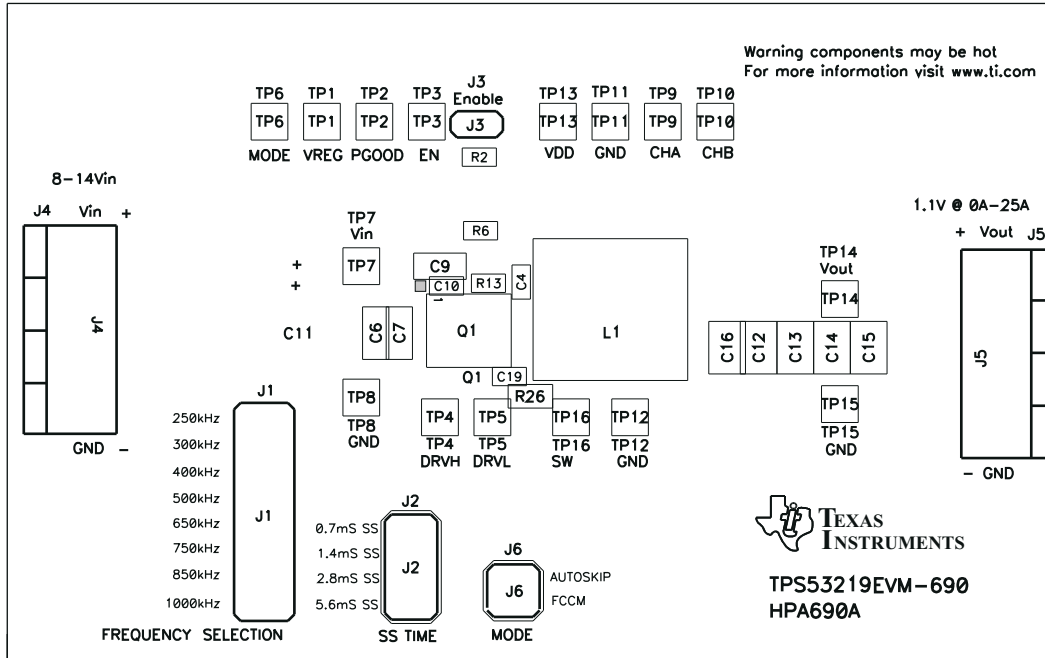 Warning components may be hot
For more information visit www.ti.com
TP6 TP1 TP2 TP3 J3 Enable TP13 TP11 TP9 TP10
TP6 TP1 TP2 TP3 J3 TP13 TP11 TP9 TP10
MODE VREG PGOOD EN R2 VDD GND CHA CHB
8-14Vin
J4 Vin +
J4
GND -
TP7
Vin
TP7
+
+
C11
C6 C7
R6
C9
C10 R13 C4
1
Q1
Q1 C19
R26
L1
TP8
TP8
GND
TP4 TP5 TP16 TP12
TP4 TP5 TP16 TP12
DRVH DRVL SW GND
1.1V @ 0A-25A
+ Vout J5
J5
- GND
TP14
Vout
TP14
C16 C12 C13 C14 C15
TP15
TP15
GND
J1
J1
250kHz
300kHz
400kHz
500kHz
650kHz
750kHz
850kHz
1000kHz
FREQUENCY SELECTION
J2
J2
0.7mS SS
1.4mS SS
2.8mS SS
5.6mS SS
SS TIME
J6
J6
AUTOSKIP
FCCM
MODE
TEXAS
INSTRUMENTS
TPS53219EVM-690
HPA690A